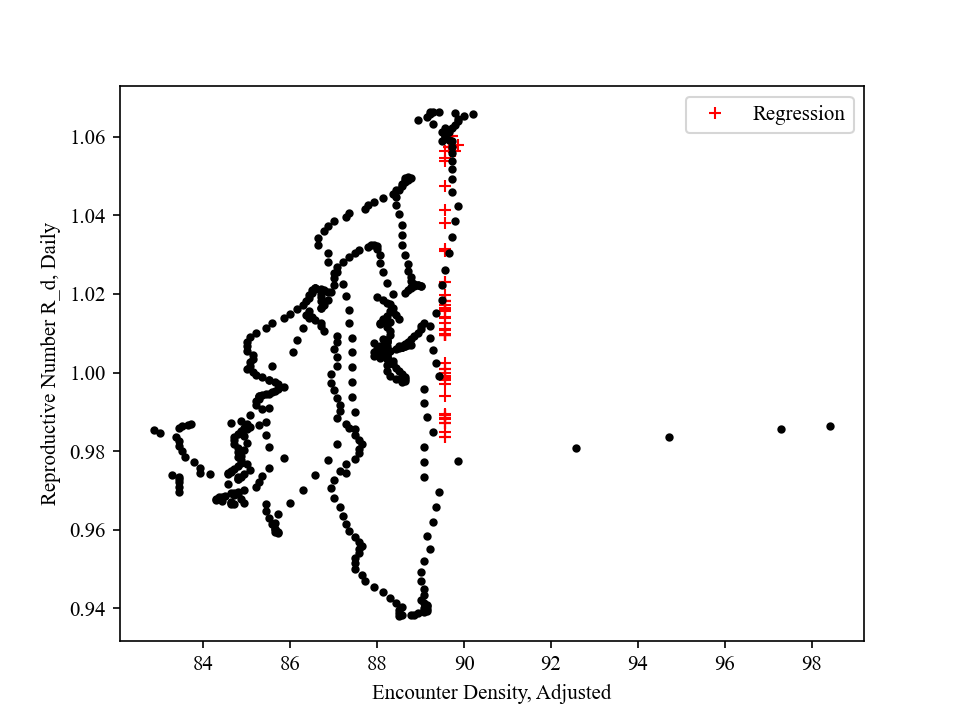 Regression
1.06
1.04
1.02
1.00
0.98
0.96
0.94
Reproductive Number R_d, Daily
84 86 88 90 92 94 96 98
Encounter Density, Adjusted